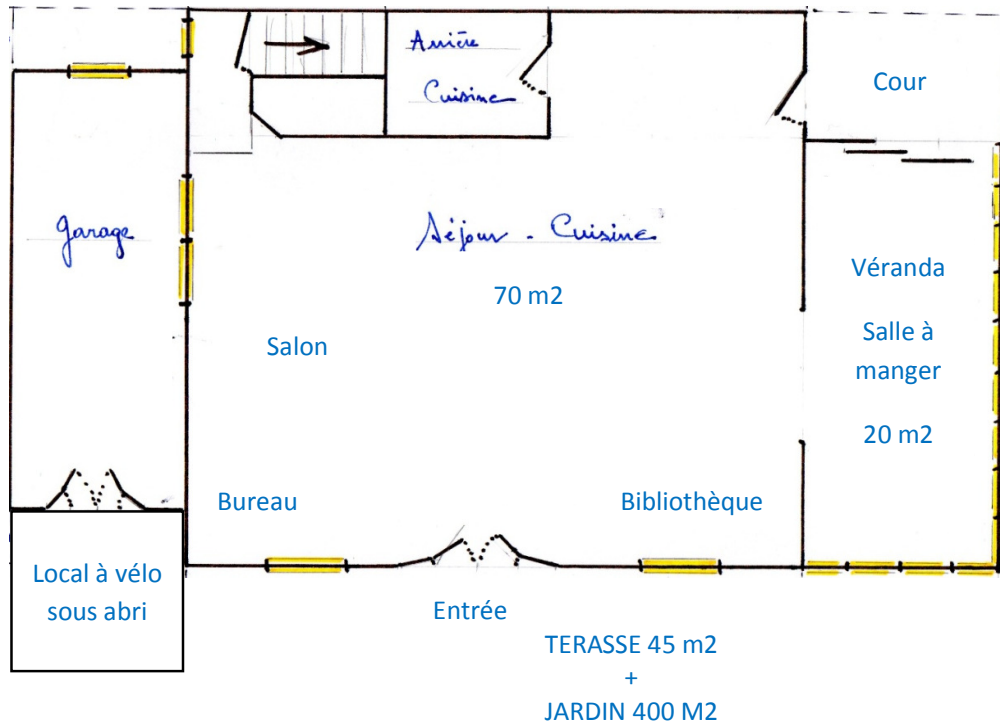 Arrière
Cuisine
Cour
Garage
Séjour - Cuisine
70 m2
Véranda
Salle à
manger
20 m2
Salon
Bureau
Bibliothèque
Local à vélo
sous abri
Entrée
TERASSE 45 m2
+
JARDIN 400 M2